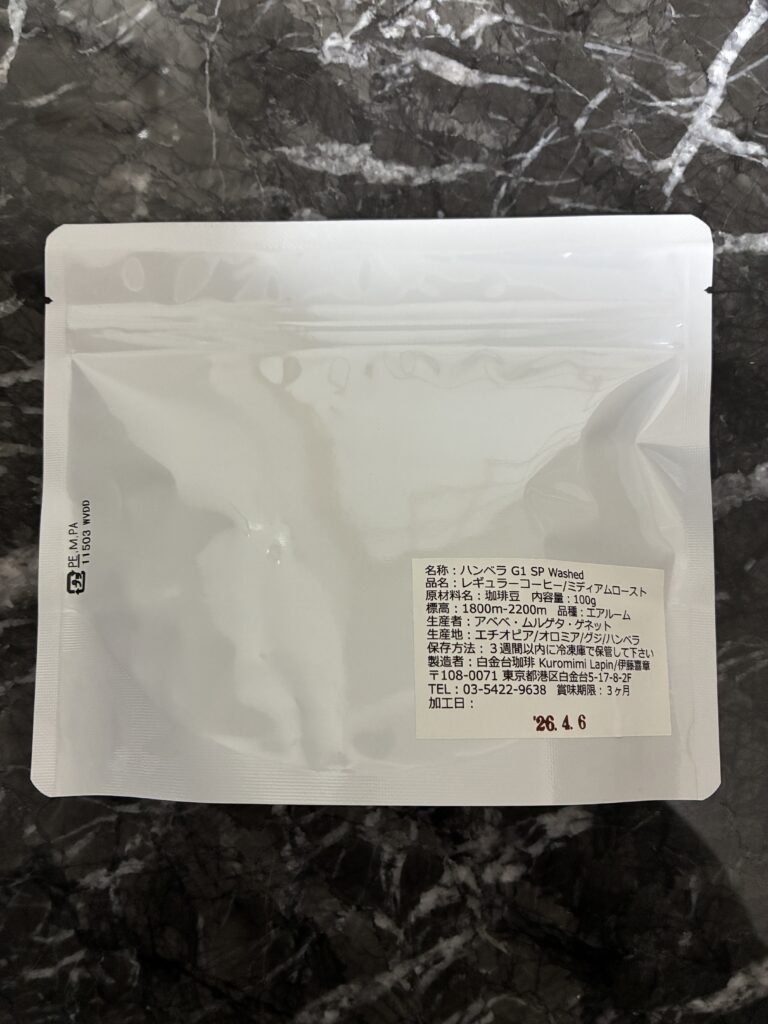 プラ
PE,M,PA
11503 WVDD
名称：ハンベラ G1 SP Washed
品名：レギュラーコーヒー/ミディアムロースト
原材料名：珈琲豆　内容量：100g
標高：1800m-2200m　品種：エアルーム
生産者：アベベ・ムルゲタ・ゲネット
生産地：エチオピア/オロミア/グジ/ハンベラ
保存方法：３週間以内に冷凍庫で保管して下さい
製造者：白金台珈琲 Kuromimi Lapin/伊藤喜章
〒108-0071 東京都港区白金台5-17-8-2F
TEL：03-5422-9638　賞味期限：3ヶ月
加工日：
'26.4.6